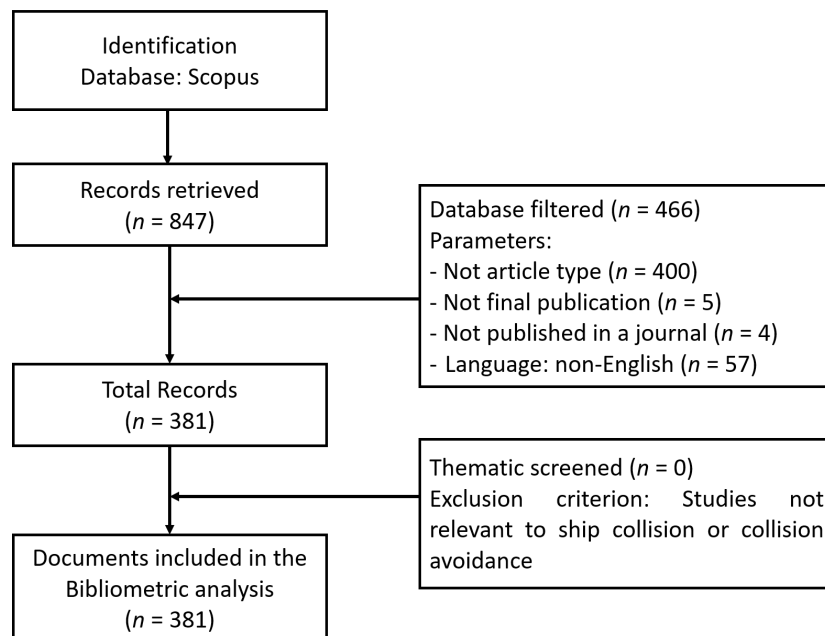 Identification
Database: Scopus
Records retrieved
(n = 847)
Database filtered (n = 466)
Parameters:
- Not article type (n = 400)
- Not final publication (n = 5)
- Not published in a journal (n = 4)
- Language: non-English (n = 57)
Total Records
(n = 381)
Thematic screened (n = 0)
Exclusion criterion: Studies not
relevant to ship collision or collision
avoidance
Documents included in the
Bibliometric analysis
(n = 381)